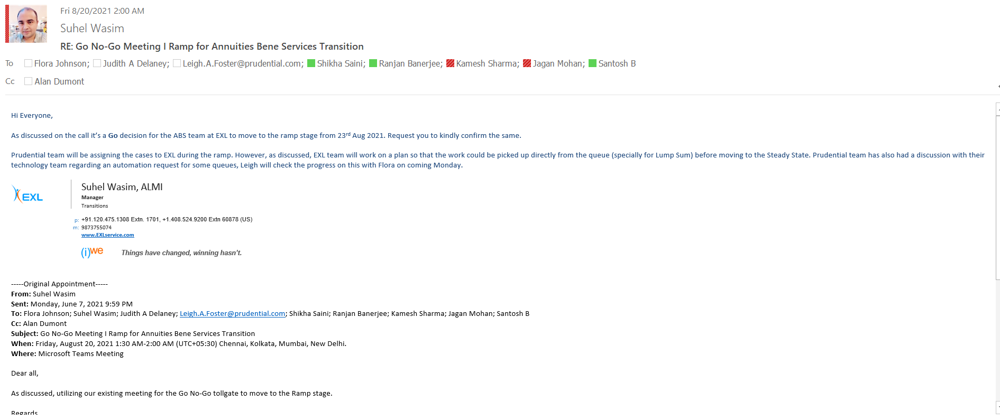 Fri 8/20/2021 2:00 AM
Suhel Wasim
RE: Go No-Go Meeting I Ramp for Annuities Bene Services Transition
To Flora Johnson; Judith A Delaney; Leigh.A.Foster@prudential.com; Shikha Saini; Ranjan Banerjee; Kamesh Sharma; Jagan Mohan; Santosh B
Cc Alan Dumont
Hi Everyone,
As discussed on the call it's a Go decision for the ABS team at EXL to move to the ramp stage from 23rd Aug 2021. Request you to kindly confirm the same.
Prudential team will be assigning the cases to EXL during the ramp. However, as discussed, EXL team will work on a plan so that the work could be picked up directly from the queue (specially for Lump Sum) before moving to the Steady State. Prudential team has also had a discussion with their
technology team regarding an automation request for some queues, Leigh will check the progress on this with Flora on coming Monday.
EXL
Suhel Wasim, ALMI
Manager
Transitions
p: +91.120.475.1308 Extn. 1701, +1.408.524.9200 Extn 60878 (US)
m: 9873755074
www.EXLservice.com
(i)we Things have changed, winning hasn't.
-----Original Appointment-----
From: Suhel Wasim
Sent: Monday, June 7, 2021 9:59 PM
To: Flora Johnson; Suhel Wasim; Judith A Delaney; Leigh.A.Foster@prudential.com; Shikha Saini; Ranjan Banerjee; Kamesh Sharma; Jagan Mohan; Santosh B
Cc: Alan Dumont
Subject: Go No-Go Meeting I Ramp for Annuities Bene Services Transition
When: Friday, August 20, 2021 1:30 AM-2:00 AM (UTC+05:30) Chennai, Kolkata, Mumbai, New Delhi.
Where: Microsoft Teams Meeting
Dear all,
As discussed, utilizing our existing meeting for the Go No-Go tollgate to move to the Ramp stage.
Regards